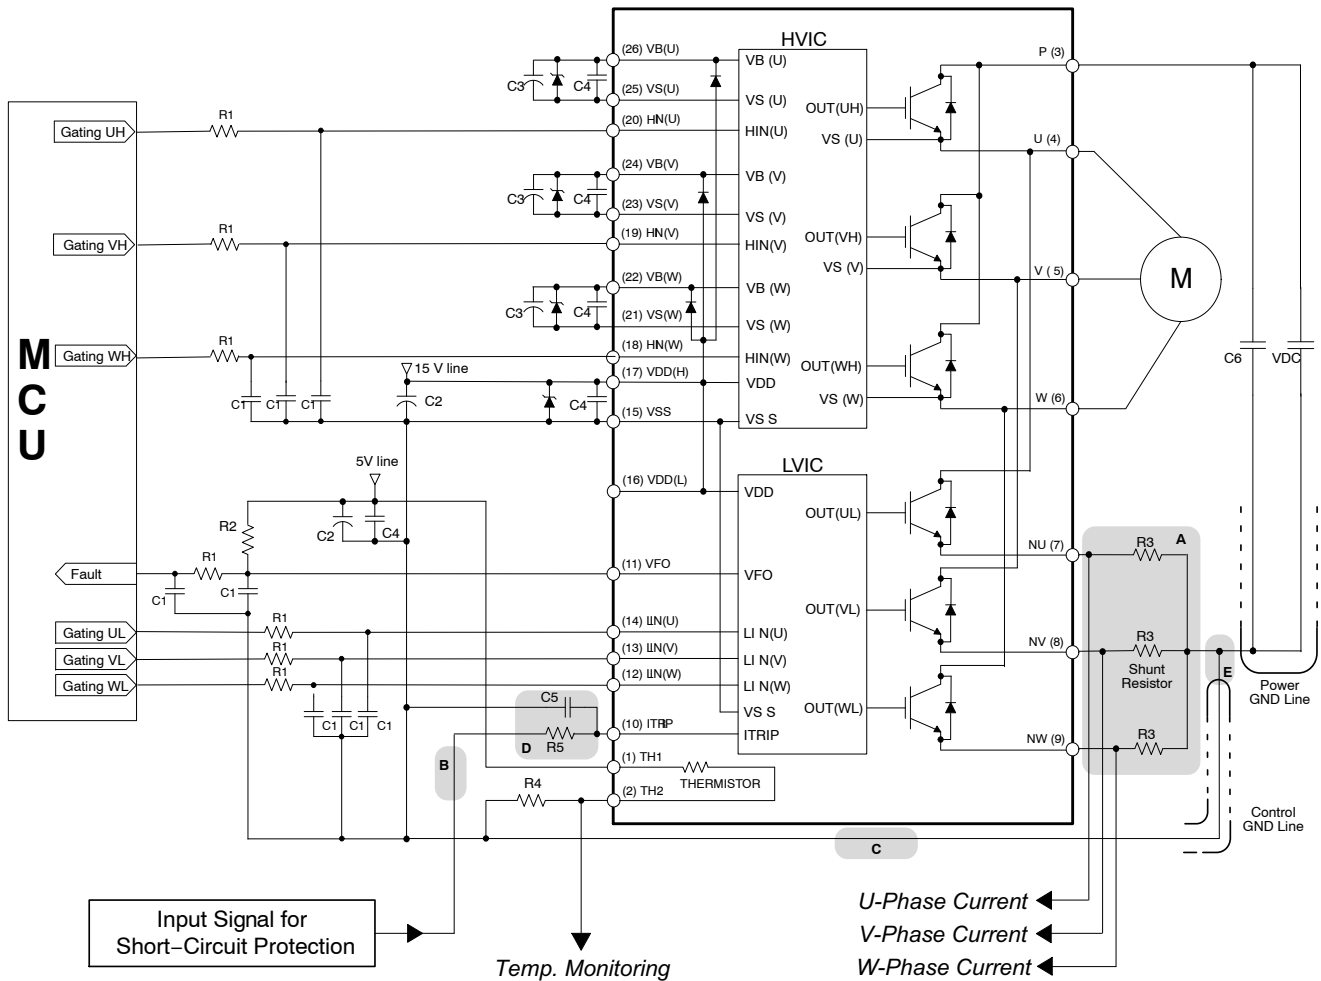 MCU
Gating UH
Gating VH
Gating WH
Fault
Gating UL
Gating VL
Gating WL
R1
R1
R1
C1
C1
C1
C3
C4
C3
C4
C3
C4
15 V line
C2
C4
5V line
C2
C4
R2
R1
C1
C1
R1
R1
R1
C1
C1
C1
C5
D
R5
B
R4
(26) VB(U)
(25) VS(U)
(20) HIN(U)
(24) VB(V)
(23) VS(V)
(19) HIN(V)
(22) VB(W)
(21) VS(W)
(18) HIN(W)
(17) VDD(H)
(15) VSS
(16) VDD(L)
(11) VFO
(14) LIN(U)
(13) LIN(V)
(12) LIN(W)
(10) ITRIP
(1) TH1
(2) TH2
THERMISTOR
HVIC
VB (U)
VS (U)
HIN(U)
VB (V)
VS (V)
HIN(V)
VB (W)
VS (W)
HIN(W)
VDD
VS S
OUT(UH)
VS (U)
OUT(VH)
VS (V)
OUT(WH)
VS (W)
LVIC
VDD
VFO
LI N(U)
LI N(V)
LI N(W)
VS S
ITRIP
OUT(UL)
OUT(VL)
OUT(WL)
P (3)
U (4)
V ( 5)
W (6)
NU (7)
NV (8)
NW (9)
M
C6
VDC
R3
A
R3
Shunt
Resistor
R3
E
Power
GND Line
Control
GND Line
C
Input Signal for
Short−Circuit Protection
Temp. Monitoring
U-Phase Current
V-Phase Current
W-Phase Current